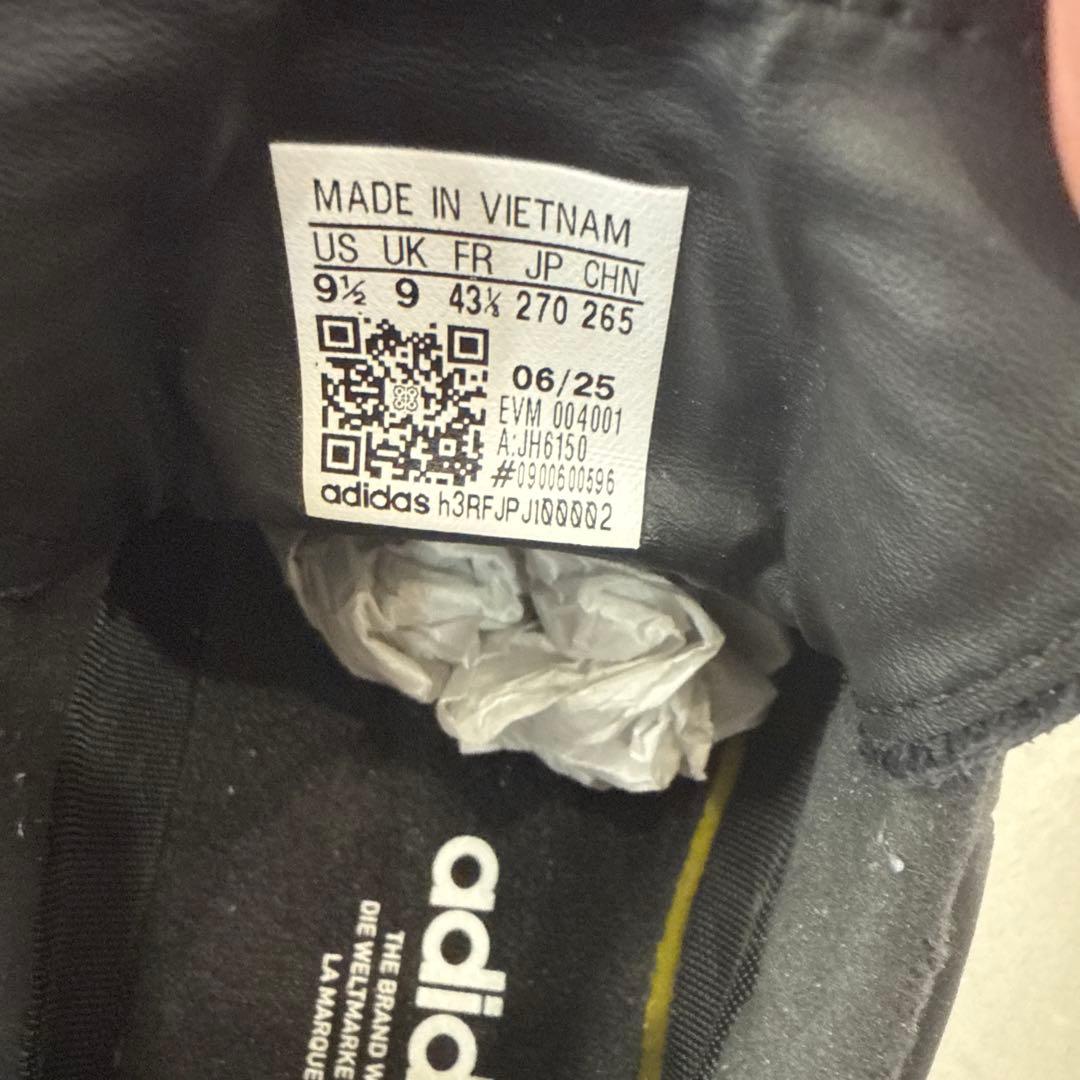 MADE IN VIETNAM
US UK FR JP CHN
9½ 9 43⅓ 270 265
06/25
EVM 004001
A:JH6150
#0900600596
adidas h3RFJPJ100002
adid
THE BRAND W
DIE WELTMARKE
LA MARQUE